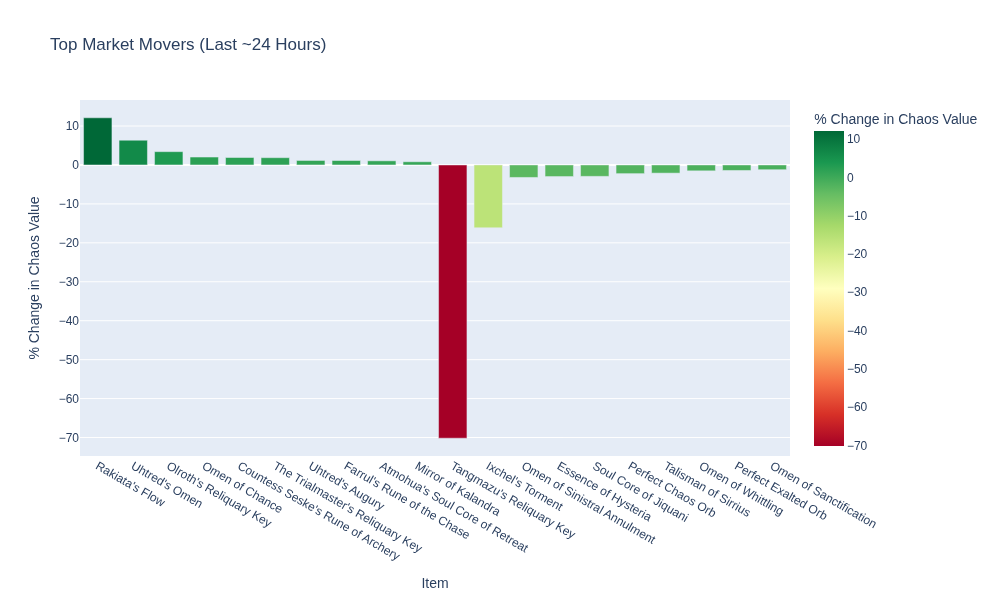 Top Market Movers (Last ~24 Hours)
% Change in Chaos Value
10
0
−10
−20
−30
−40
−50
−60
−70
Rakiata's Flow
Uhtred's Omen
Olroth's Reliquary Key
Omen of Chance
Countess Seske's Rune of Archery
The Trialmaster's Reliquary Key
Uhtred's Augury
Farrul's Rune of the Chase
Atmohua's Soul Core of Retreat
Mirror of Kalandra
Tangmazu's Reliquary Key
Ixchel's Torment
Omen of Sinistral Annulment
Essence of Hysteria
Soul Core of Jiquani
Perfect Chaos Orb
Talisman of Sirrius
Omen of Whittling
Perfect Exalted Orb
Omen of Sanctification
Item
% Change in Chaos Value
10
0
−10
−20
−30
−40
−50
−60
−70